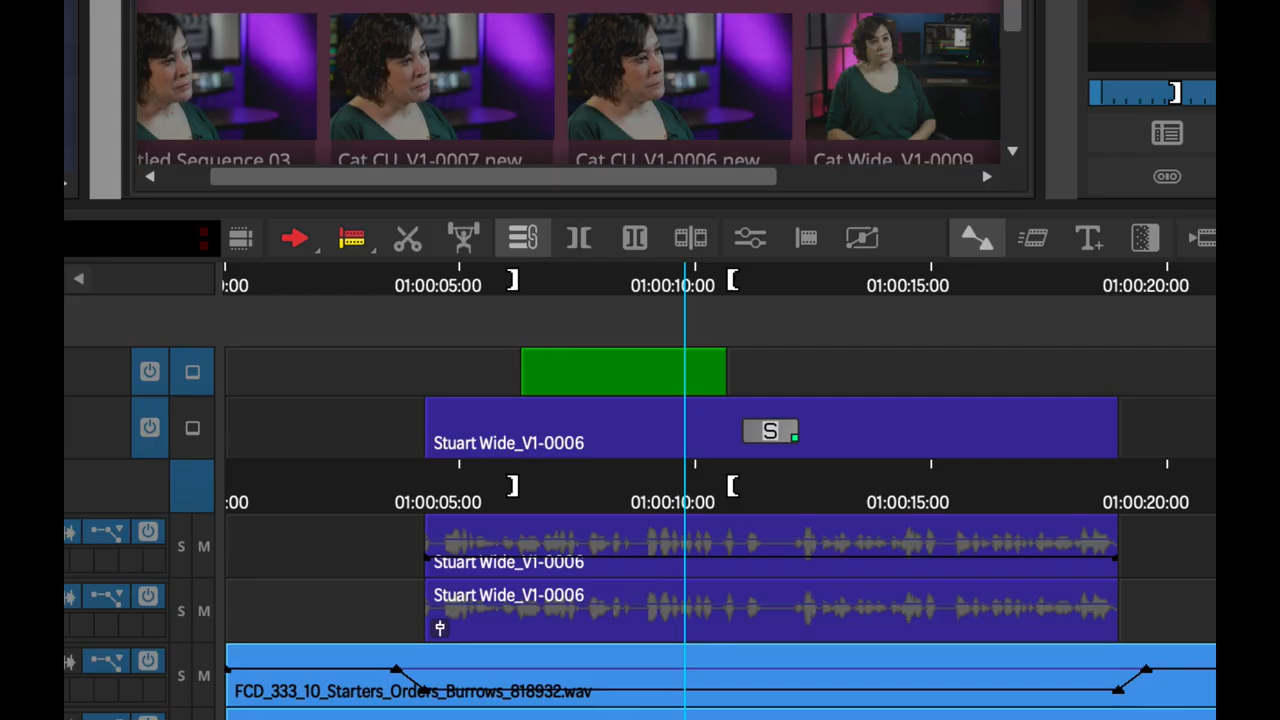 tled Sequence 03
Cat CU_V1-0007 new
Cat CU_V1-0006 new
Cat Wide_V1-0009
:00
01:00:05:00
01:00:10:00
01:00:15:00
01:00:20:00
Stuart Wide_V1-0006
S
:00
01:00:05:00
01:00:10:00
01:00:15:00
01:00:20:00
S M
Stuart Wide_V1-0006
S M
Stuart Wide_V1-0006
S M
FCD_333_10_Starters_Orders_Burrows_818932.wav